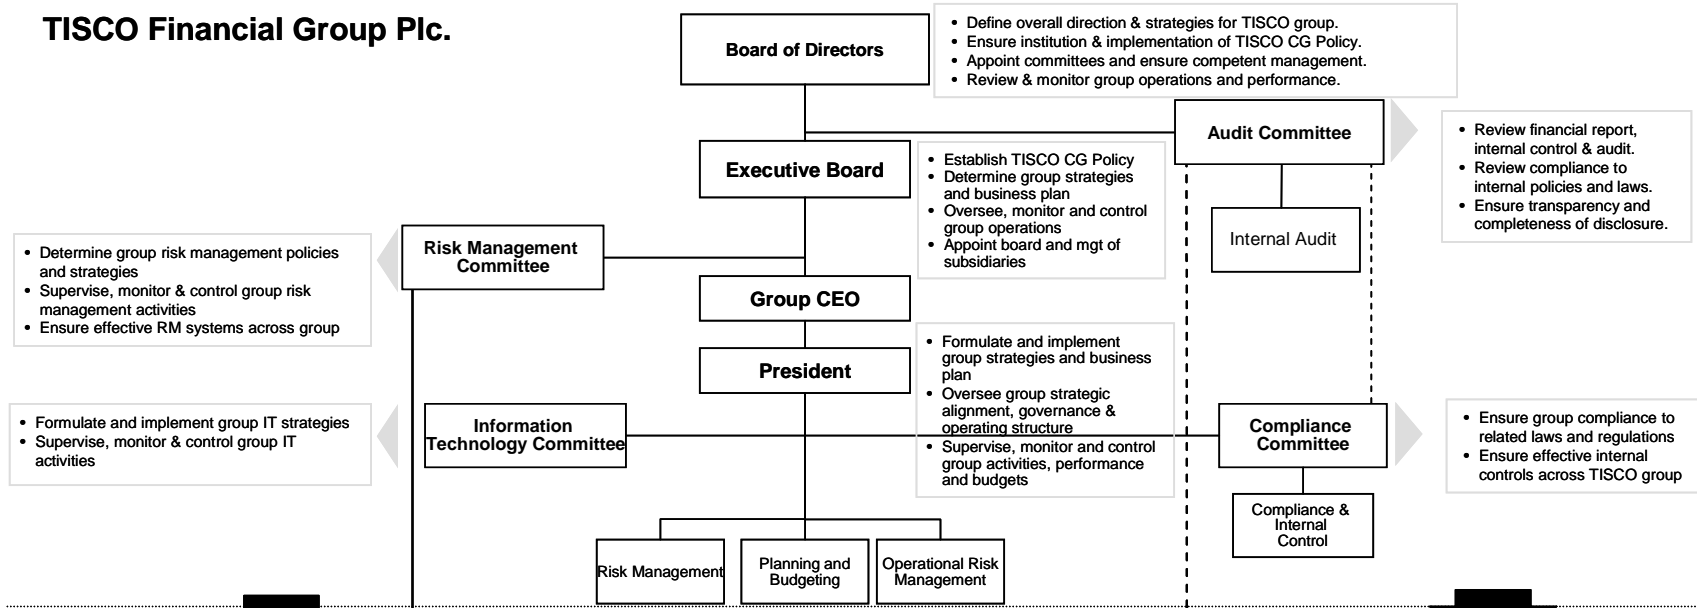 TISCO Financial Group Plc.
Board of Directors
• Define overall direction & strategies for TISCO group.
• Ensure institution & implementation of TISCO CG Policy.
• Appoint committees and ensure competent management.
• Review & monitor group operations and performance.
Audit Committee
• Review financial report,
internal control & audit.
• Review compliance to
internal policies and laws.
• Ensure transparency and
completeness of disclosure.
Executive Board
• Establish TISCO CG Policy
• Determine group strategies
and business plan
• Oversee, monitor and control
group operations
• Appoint board and mgt of
subsidiaries
Internal Audit
• Determine group risk management policies
and strategies
• Supervise, monitor & control group risk
management activities
• Ensure effective RM systems across group
Risk Management
Committee
Group CEO
President
• Formulate and implement
group strategies and business
plan
• Oversee group strategic
alignment, governance &
operating structure
• Supervise, monitor and control
group activities, performance
and budgets
• Formulate and implement group IT strategies
• Supervise, monitor & control group IT
activities
Information
Technology Committee
Compliance
Committee
• Ensure group compliance to
related laws and regulations
• Ensure effective internal
controls across TISCO group
Compliance &
Internal
Control
Risk Management
Planning and
Budgeting
Operational Risk
Management